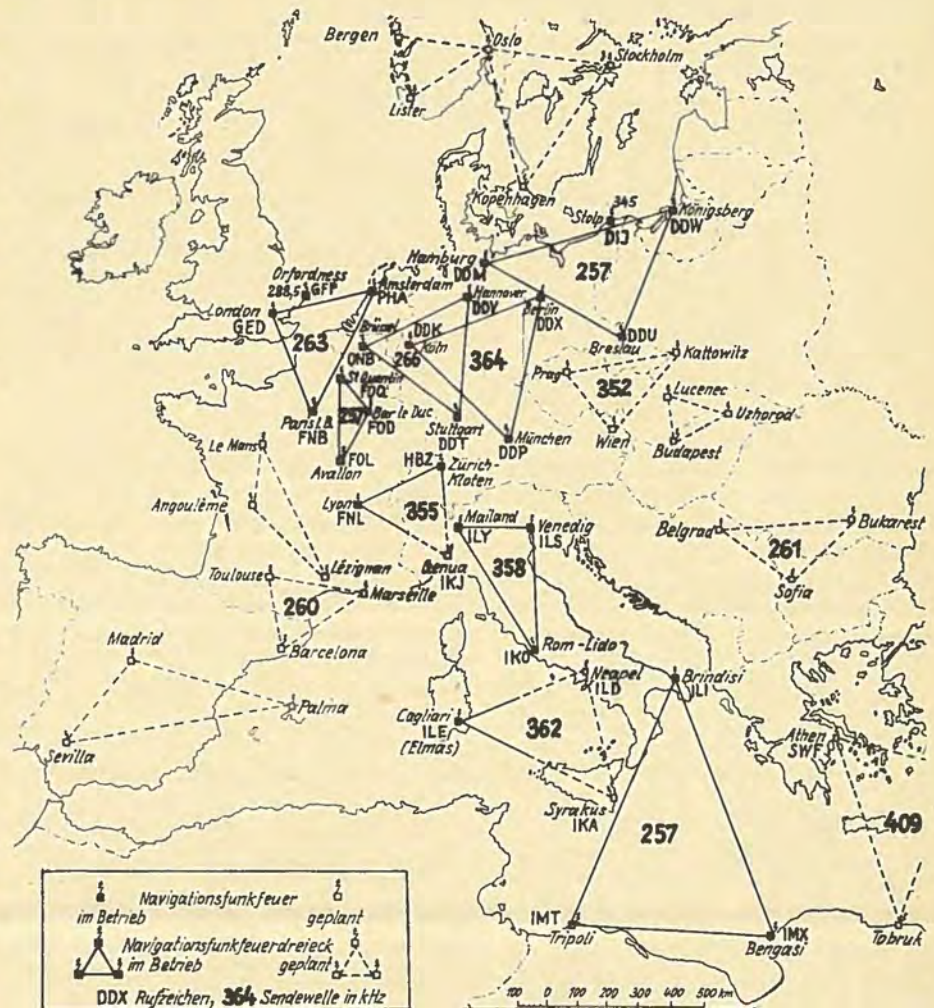 Bergen
Oslo
Stockholm
Lister
Kopenhagen
345
Stolp
DIJ
Königsberg
DDW
Hamburg
DDM
257
Orfordness
288,5 GFP
Amsterdam
PHA
Hannover
DDV
Berlin
DDX
London
GED
263
Brüssel
ONB
DDK
Köln
266
364
DDU
Breslau
Kattowitz
Prag
352
Wien
Lucenec
Uzhorod
Budapest
St Quentin
FOQ
257
Bar le Duc
FOD
Paris L.B.
FNB
Stuttgart
DDT
München
DDP
Le Mans
FOL
Avallon
HBZ
Zürich-
Kloten
Angoulême
Lyon
FNL
355
Mailand
ILY
Venedig
ILS
Belgrad
Bukarest
261
Sofia
Genua
IKJ
358
Toulouse
Lézignan
260
Marseille
Barcelona
Rom-Lido
IKO
Madrid
Palma
Sevilla
Neapel
ILD
Brindisi
ILI
Cagliari
ILE
(Elmas)
362
Athen
SWF
Syrakus
IKA
257
409
IMT
Tripoli
IMX
Bengasi
Tobruk
Navigationsfunkfeuer
im Betrieb geplant
Navigationsfunkfeuerdreieck
im Betrieb geplant
DDX Rufzeichen, 364 Sendewelle in kHz
100 0 100 200 300 400 500 km